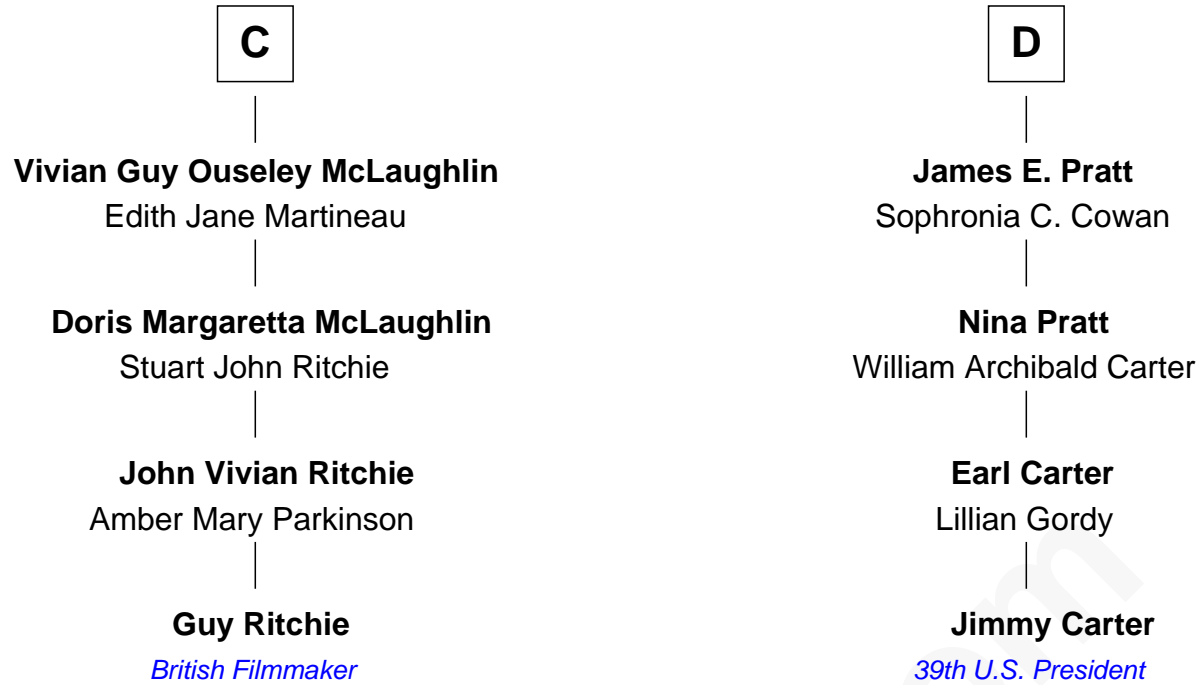 C
Vivian Guy Ouseley McLaughlin
Edith Jane Martineau
Doris Margaretta McLaughlin
Stuart John Ritchie
John Vivian Ritchie
Amber Mary Parkinson
Guy Ritchie
British Filmmaker
D
James E. Pratt
Sophronia C. Cowan
Nina Pratt
William Archibald Carter
Earl Carter
Lillian Gordy
Jimmy Carter
39th U.S. President